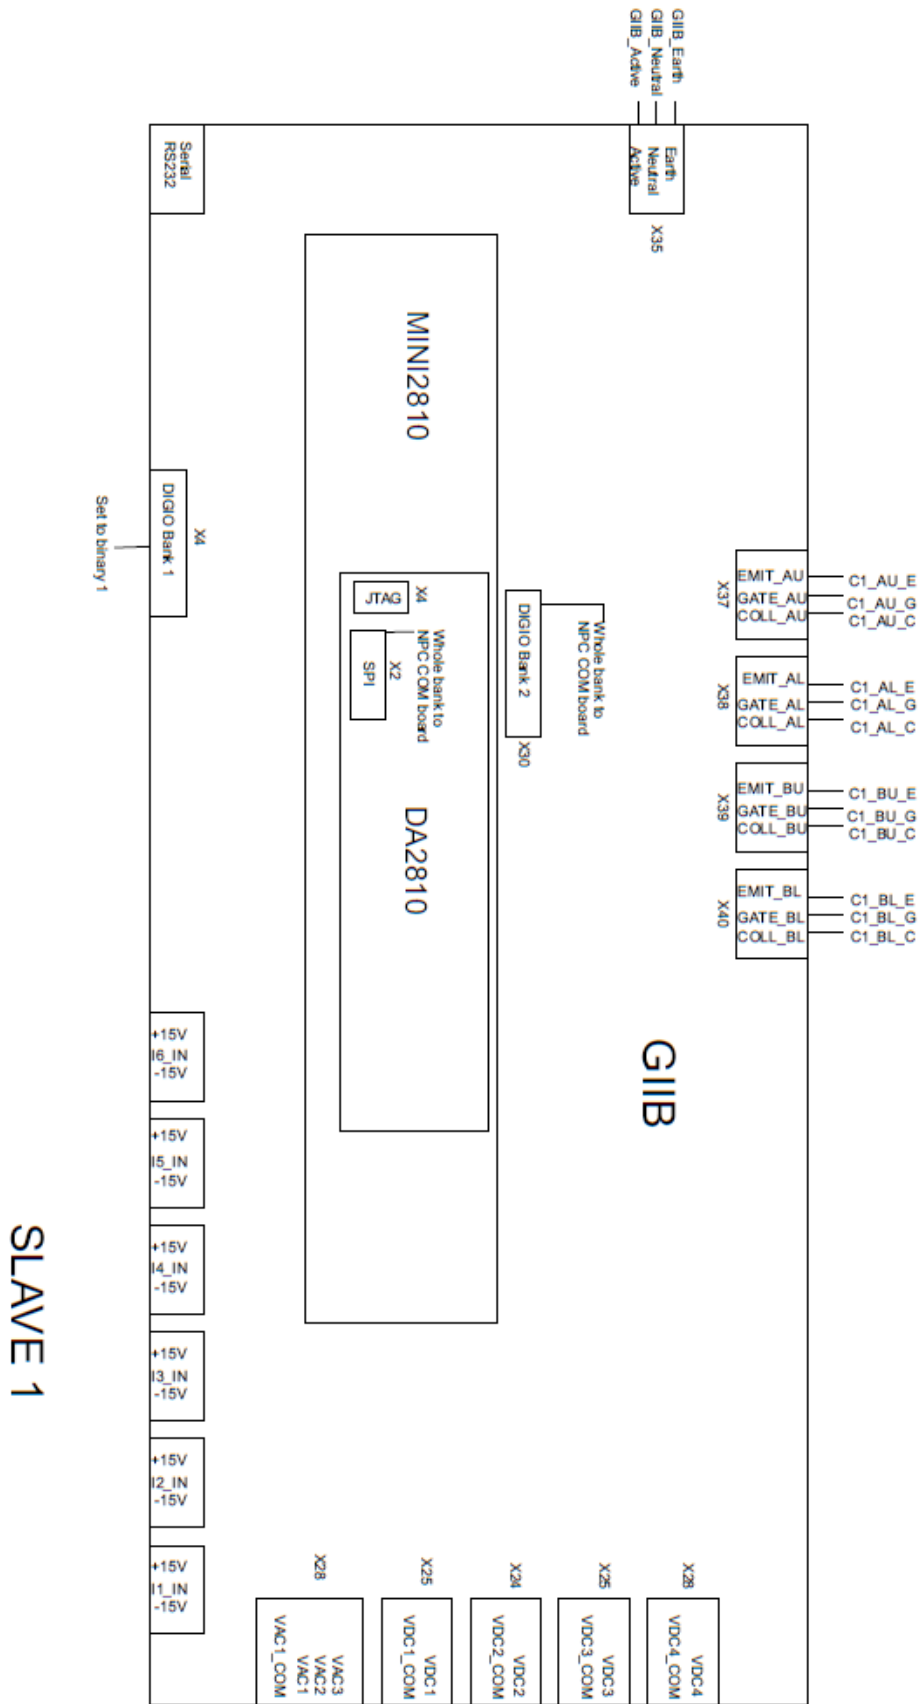 GIIB_Earth
GIIB_Neutral
GIIB_Active
Earth
Neutral
Active
X35
Serial
RS232
MINI2810
X4
DIGIO Bank 1
Set to binary 1
X4
JTAG
X2
SPI
Whole bank to
NPC COM board
DIGIO Bank 2
X30
Whole bank to
NPC COM board
DA2810
X37
EMIT_AU
GATE_AU
COLL_AU
C1_AU_E
C1_AU_G
C1_AU_C
X38
EMIT_AL
GATE_AL
COLL_AL
C1_AL_E
C1_AL_G
C1_AL_C
X39
EMIT_BU
GATE_BU
COLL_BU
C1_BU_E
C1_BU_G
C1_BU_C
X40
EMIT_BL
GATE_BL
COLL_BL
C1_BL_E
C1_BL_G
C1_BL_C
GIIB
+15V
I6_IN
-15V
+15V
I5_IN
-15V
+15V
I4_IN
-15V
+15V
I3_IN
-15V
+15V
I2_IN
-15V
+15V
I1_IN
-15V
X28
VAC3
VAC2
VAC1
VAC1_COM
X25
VDC1
VDC1_COM
X24
VDC2
VDC2_COM
X25
VDC3
VDC3_COM
X28
VDC4
VDC4_COM
SLAVE 1